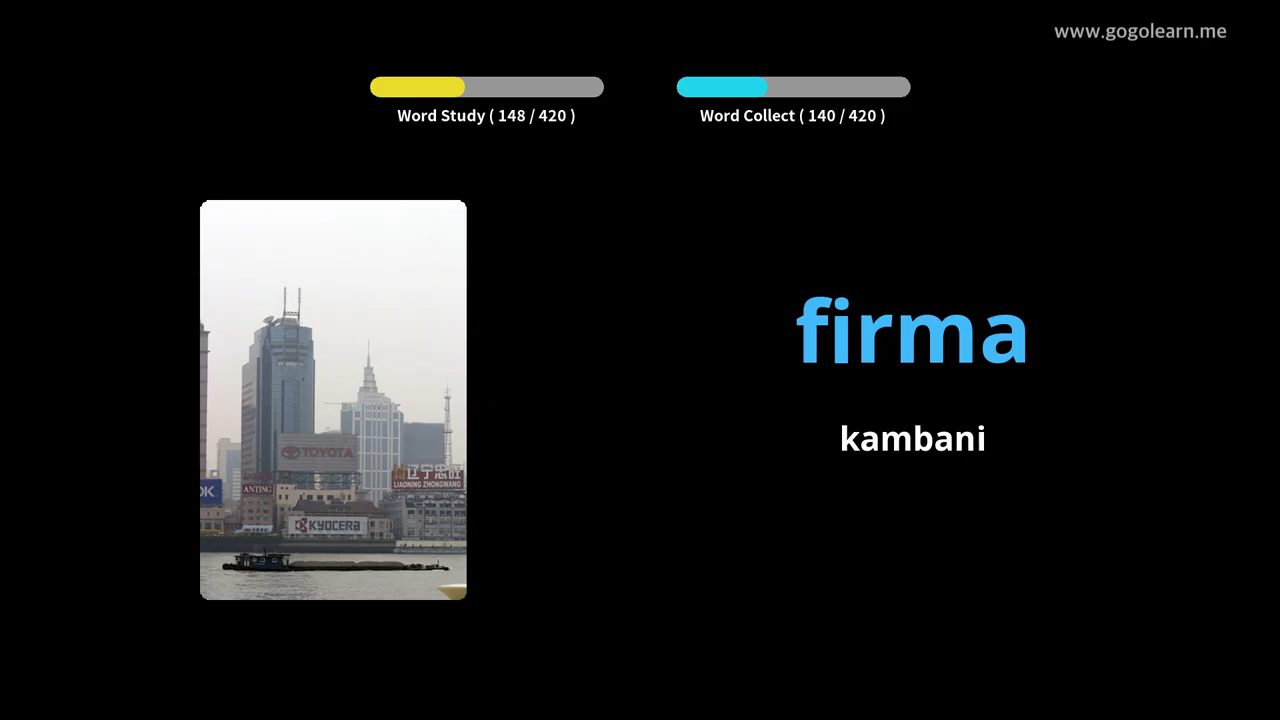 www.gogolearn.me
Word Study ( 148 / 420 )
Word Collect ( 140 / 420 )
firma
kambani
TOYOTA
辽宁忠旺
LIAONING ZHONGWANG
ANTING
KYOCERA